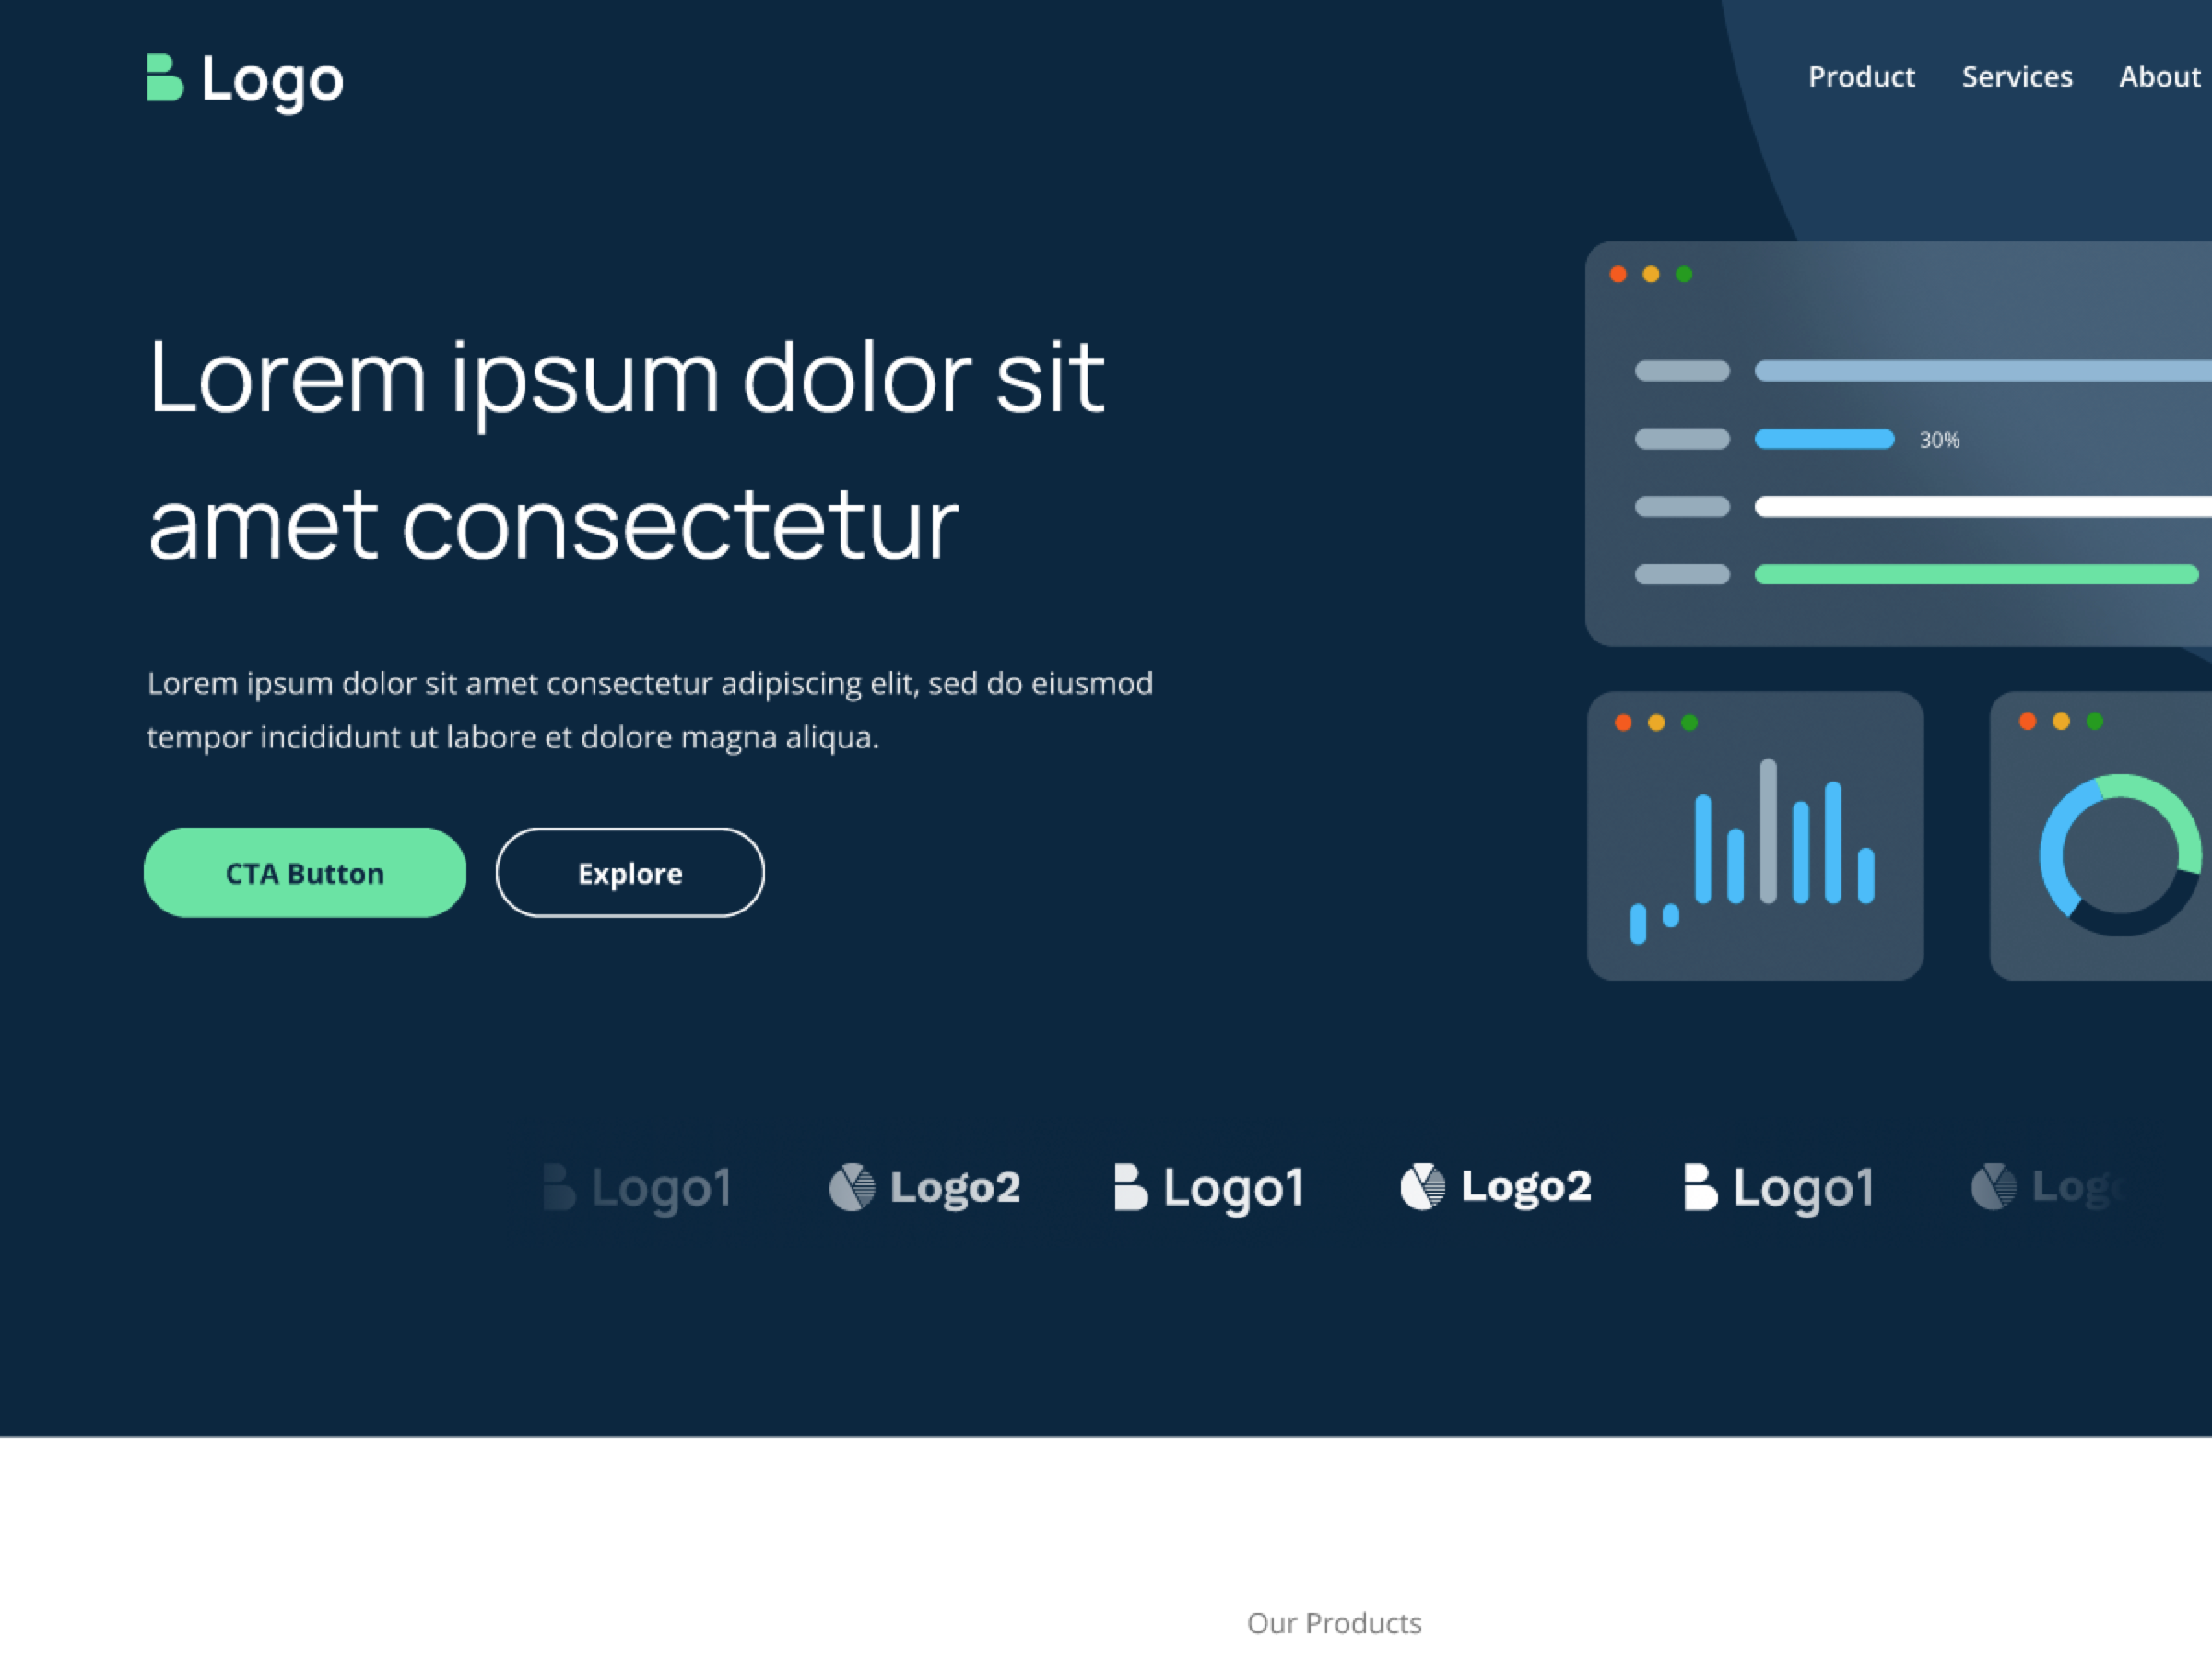 Logo
Product Services About
Lorem ipsum dolor sit
amet consectetur
30%
Lorem ipsum dolor sit amet consectetur adipiscing elit, sed do eiusmod
tempor incididunt ut labore et dolore magna aliqua.
CTA Button Explore
Logo1 Logo2 Logo1 Logo2 Logo1 Logo
Our Products